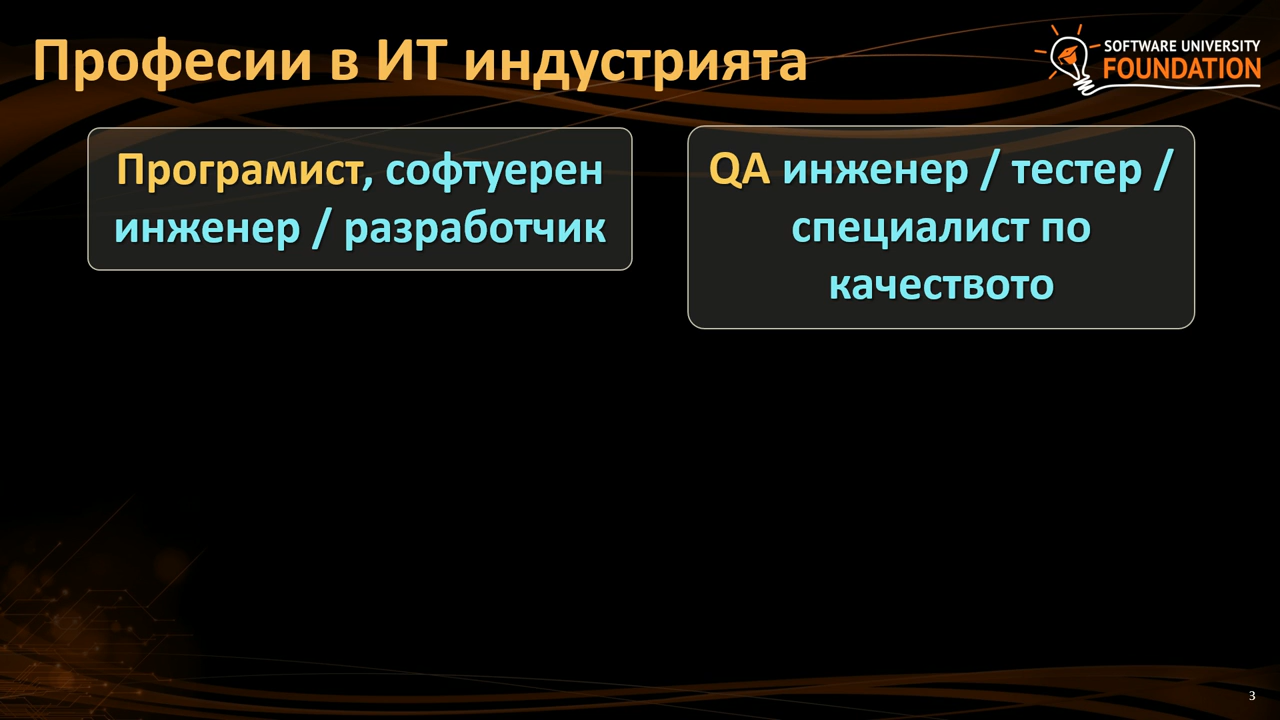 Професии в ИТ индустрията
SOFTWARE UNIVERSITY
FOUNDATION
Програмист, софтуерен
инженер / разработчик
QA инженер / тестер /
специалист по
качеството
3